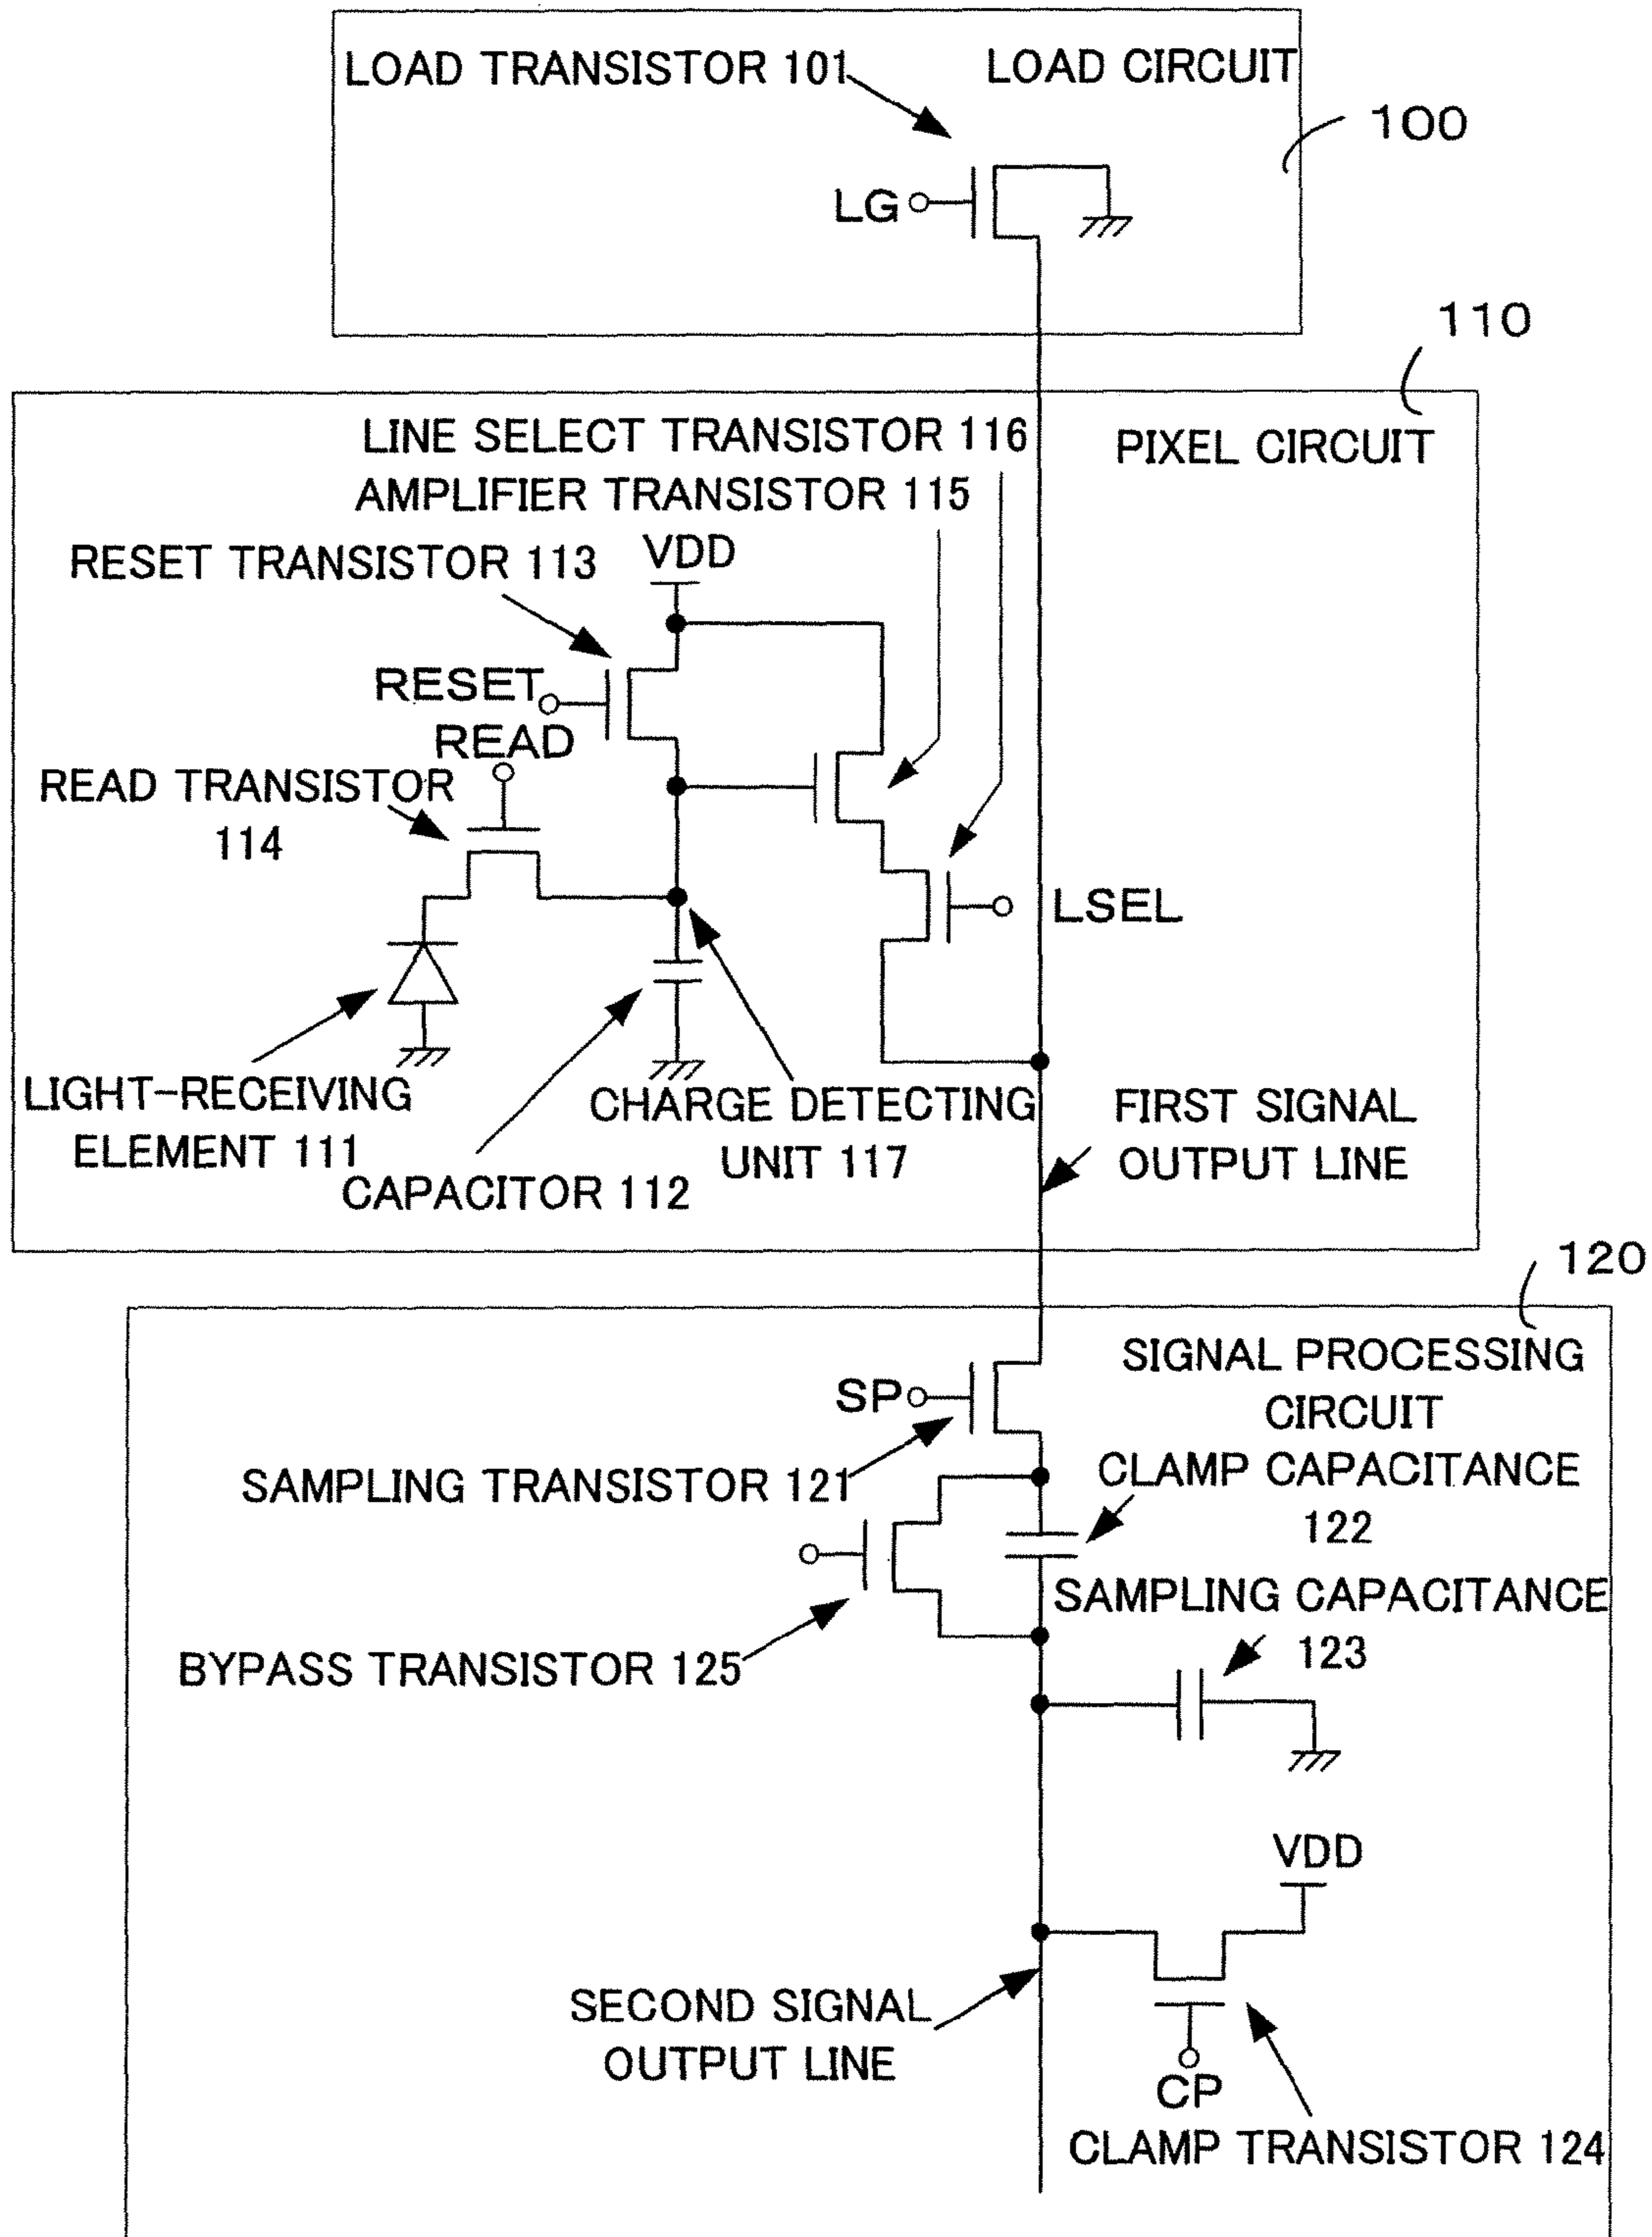 LOAD TRANSISTOR 101
LOAD CIRCUIT
100
LG
110
LINE SELECT TRANSISTOR 116
PIXEL CIRCUIT
AMPLIFIER TRANSISTOR 115
RESET TRANSISTOR 113
VDD
RESET
READ
READ TRANSISTOR
114
LSEL
LIGHT-RECEIVING
ELEMENT 111
CAPACITOR 112
CHARGE DETECTING
UNIT 117
FIRST SIGNAL
OUTPUT LINE
120
SIGNAL PROCESSING
CIRCUIT
SP
SAMPLING TRANSISTOR 121
CLAMP CAPACITANCE
122
SAMPLING CAPACITANCE
123
BYPASS TRANSISTOR 125
VDD
SECOND SIGNAL
OUTPUT LINE
CP
CLAMP TRANSISTOR 124